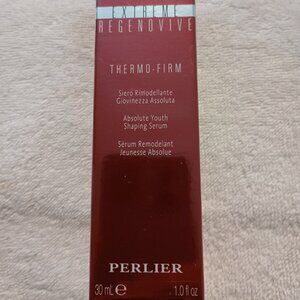 EXTREME
REGENOVIVE
THERMO-FIRM
Siero Rimodellante
Giovinezza Assoluta
Absolute Youth
Shaping Serum
Sérum Remodelant
Jeunesse Absolue
PERLIER
30 mL℮ 1.0 fl oz